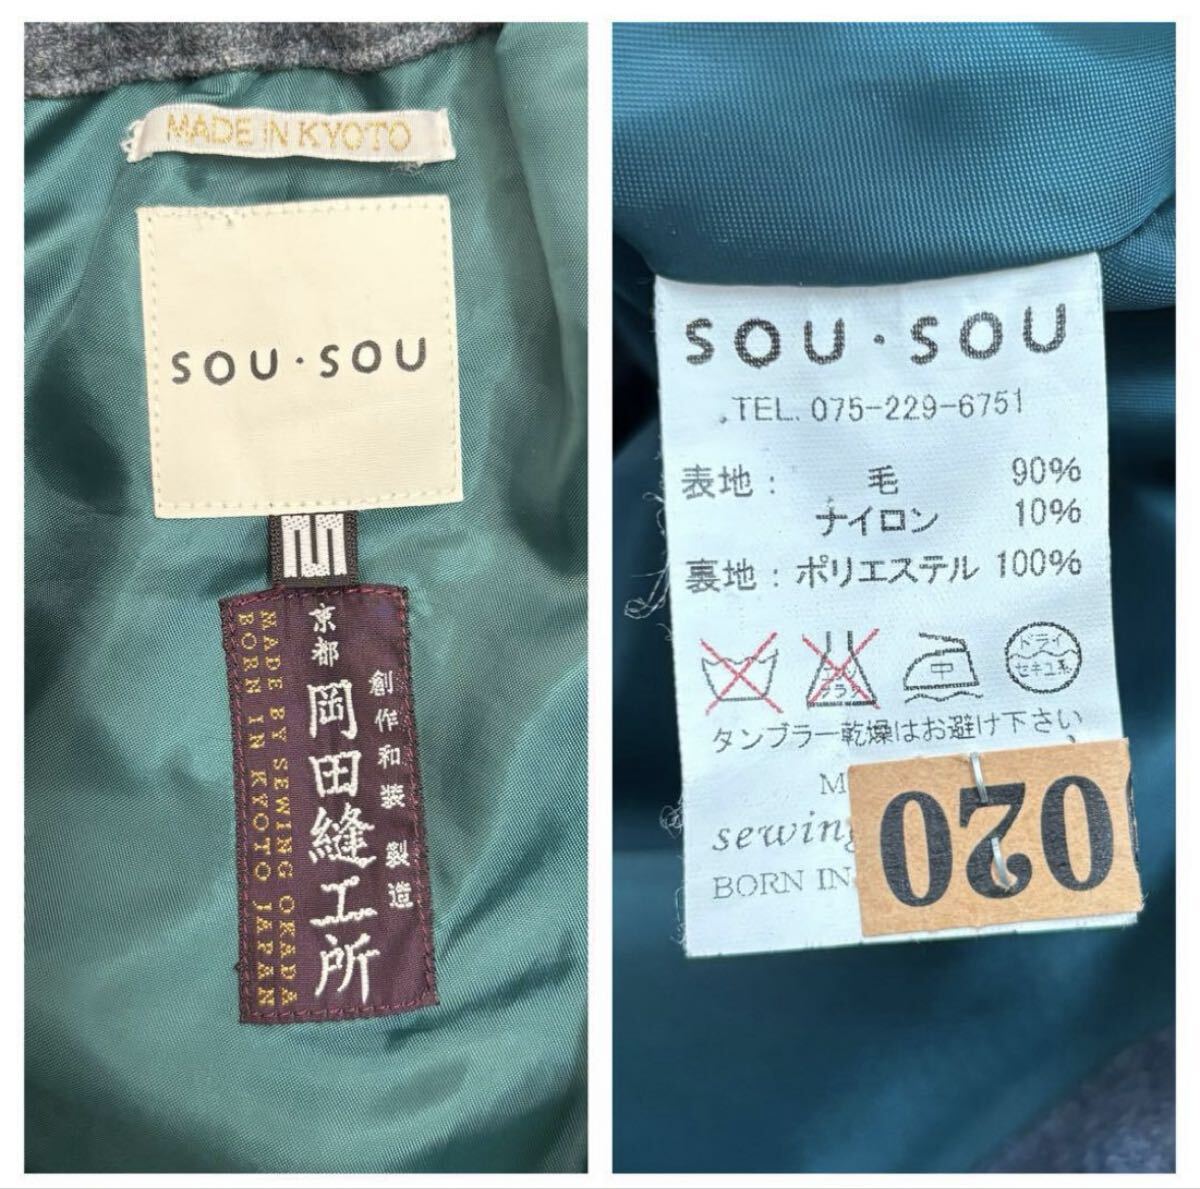 MADE IN KYOTO
SOU・SOU
創作和装 製造
京都 岡田縫工所
MADE BY SEWING OKADA
BORN IN KYOTO JAPAN
SOU・SOU
TEL. 075-229-6751
表地： 毛 90%
ナイロン 10%
裏地：ポリエステル 100%
中
ドライ
セキユ系
タンブラー乾燥はお避け下さい
sewing
BORN IN
020